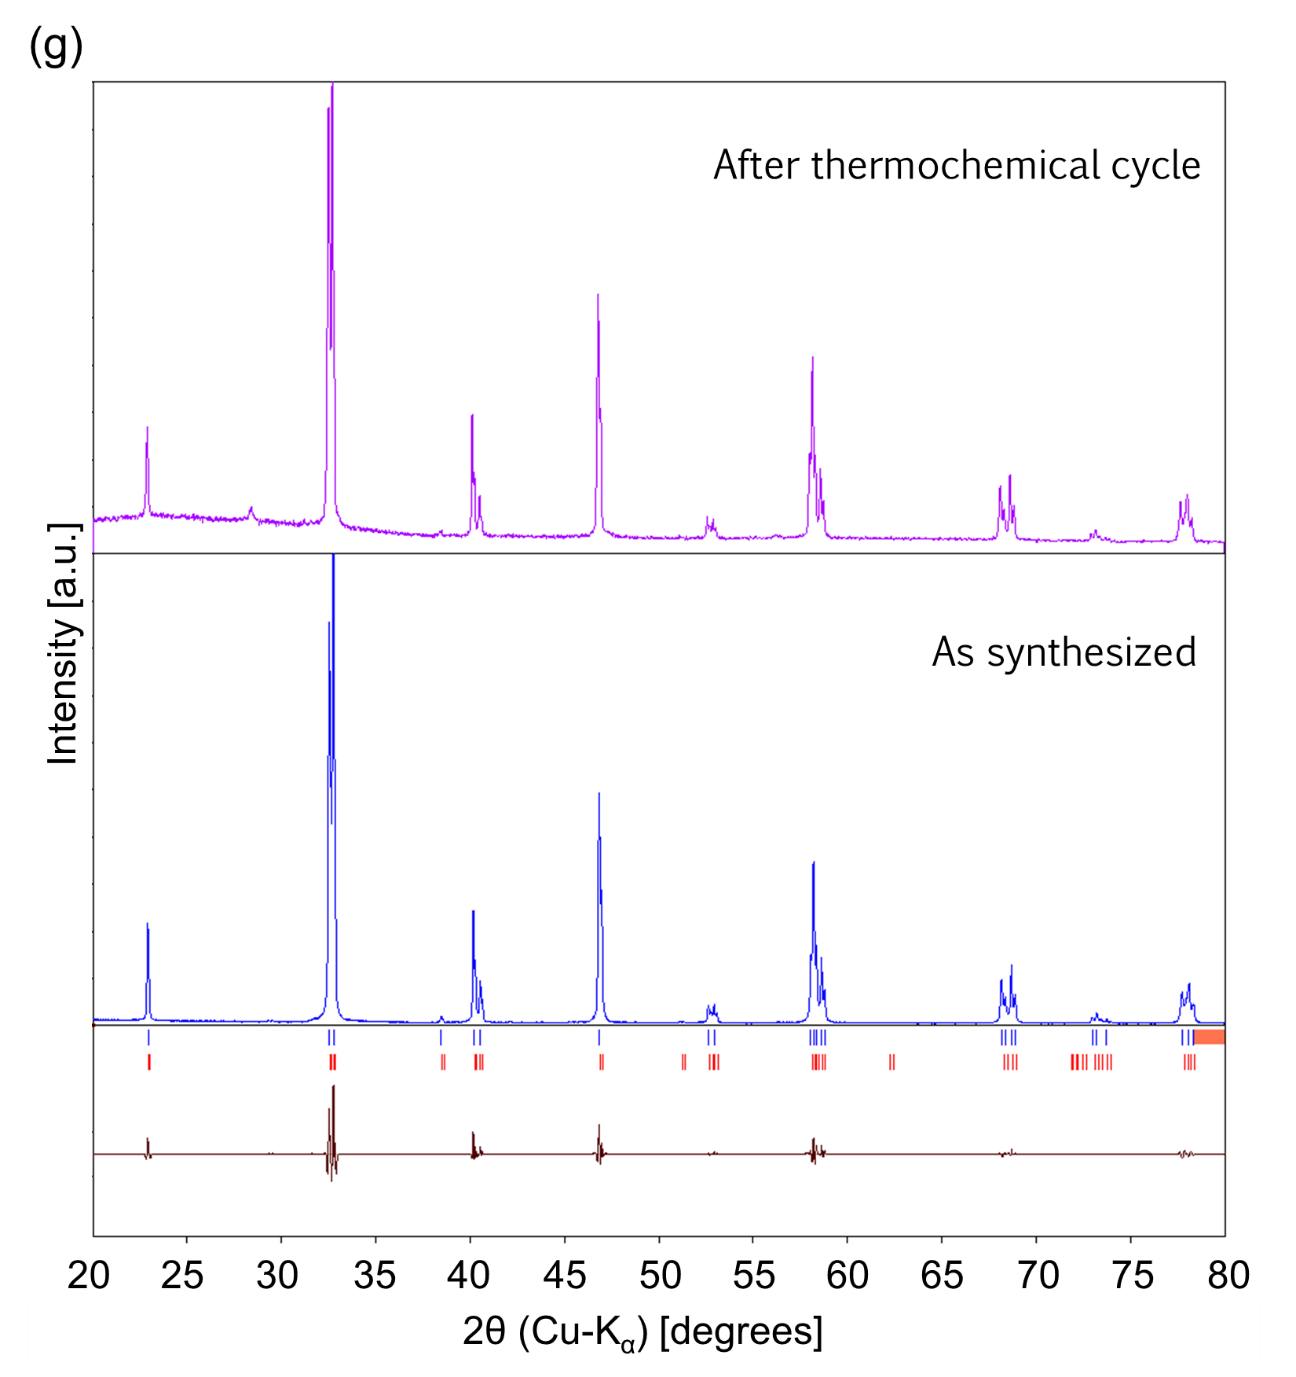 (g)
After thermochemical cycle
As synthesized
Intensity [a.u.]
20 25 30 35 40 45 50 55 60 65 70 75 80
2θ (Cu-Kα) [degrees]